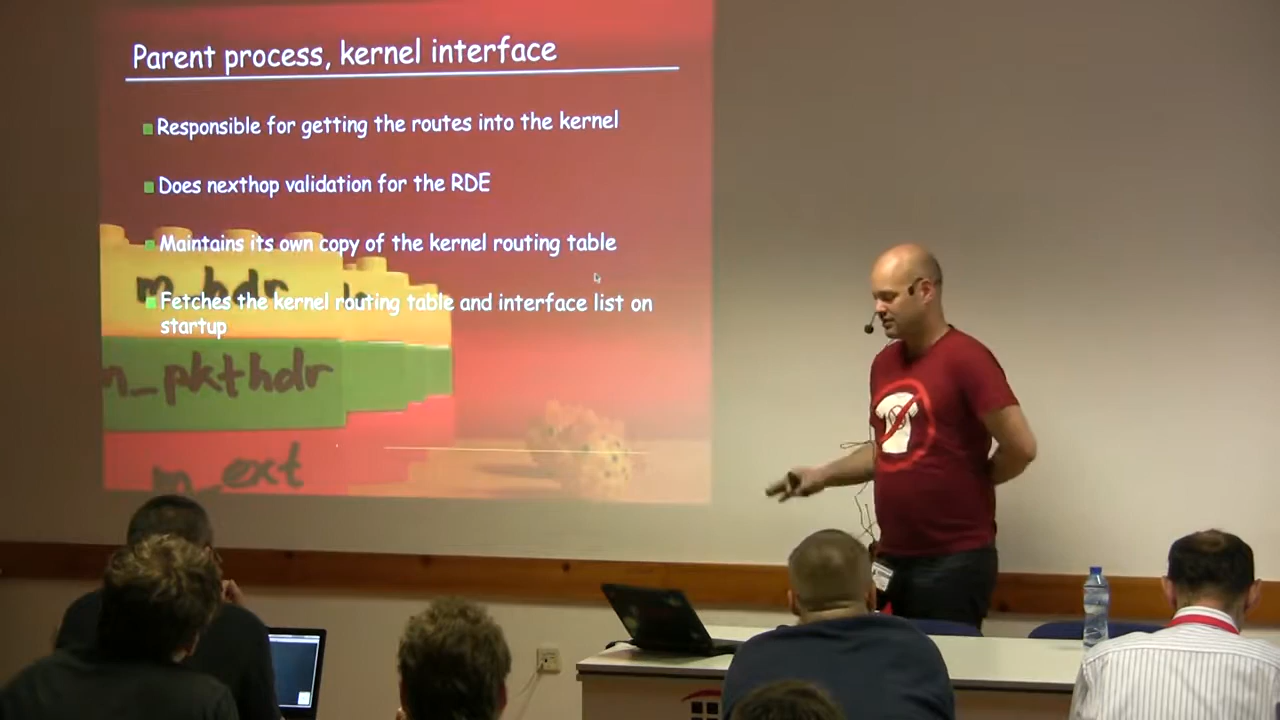 Parent process, kernel interface
Responsible for getting the routes into the kernel
Does nexthop validation for the RDE
Maintains its own copy of the kernel routing table
Fetches the kernel routing table and interface list on
startup
m_hdr
m_pkthdr
m_ext